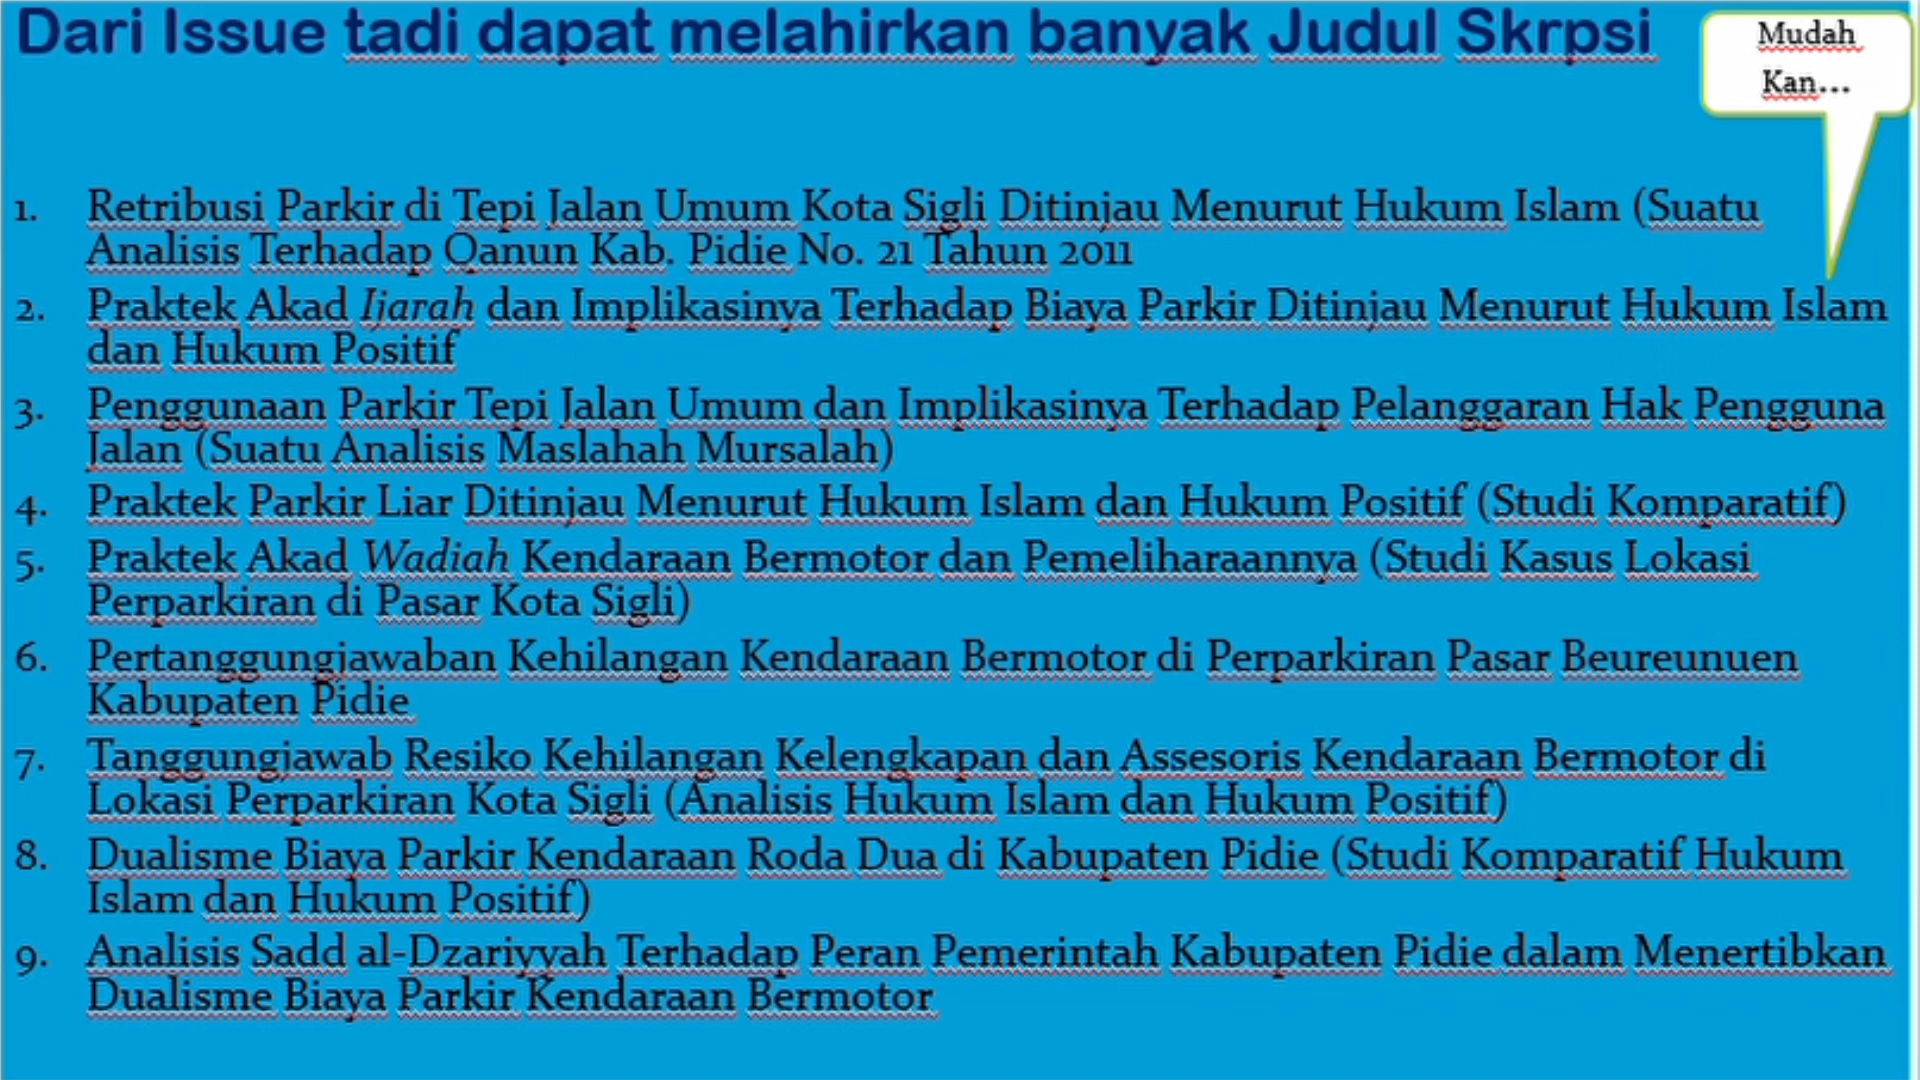 Dari Issue tadi dapat melahirkan banyak Judul Skrpsi
Mudah
Kan...
1. Retribusi Parkir di Tepi Jalan Umum Kota Sigli Ditinjau Menurut Hukum Islam (Suatu
Analisis Terhadap Qanun Kab. Pidie No. 21 Tahun 2011
2. Praktek Akad Ijarah dan Implikasinya Terhadap Biaya Parkir Ditinjau Menurut Hukum Islam
dan Hukum Positif
3. Penggunaan Parkir Tepi Jalan Umum dan Implikasinya Terhadap Pelanggaran Hak Pengguna
Jalan (Suatu Analisis Maslahah Mursalah)
4. Praktek Parkir Liar Ditinjau Menurut Hukum Islam dan Hukum Positif (Studi Komparatif)
5. Praktek Akad Wadiah Kendaraan Bermotor dan Pemeliharaannya (Studi Kasus Lokasi
Perparkiran di Pasar Kota Sigli)
6. Pertanggungjawaban Kehilangan Kendaraan Bermotor di Perparkiran Pasar Beureunuen
Kabupaten Pidie
7. Tanggungjawab Resiko Kehilangan Kelengkapan dan Assesoris Kendaraan Bermotor di
Lokasi Perparkiran Kota Sigli (Analisis Hukum Islam dan Hukum Positif)
8. Dualisme Biaya Parkir Kendaraan Roda Dua di Kabupaten Pidie (Studi Komparatif Hukum
Islam dan Hukum Positif)
9. Analisis Sadd al-Dzariyyah Terhadap Peran Pemerintah Kabupaten Pidie dalam Menertibkan
Dualisme Biaya Parkir Kendaraan Bermotor